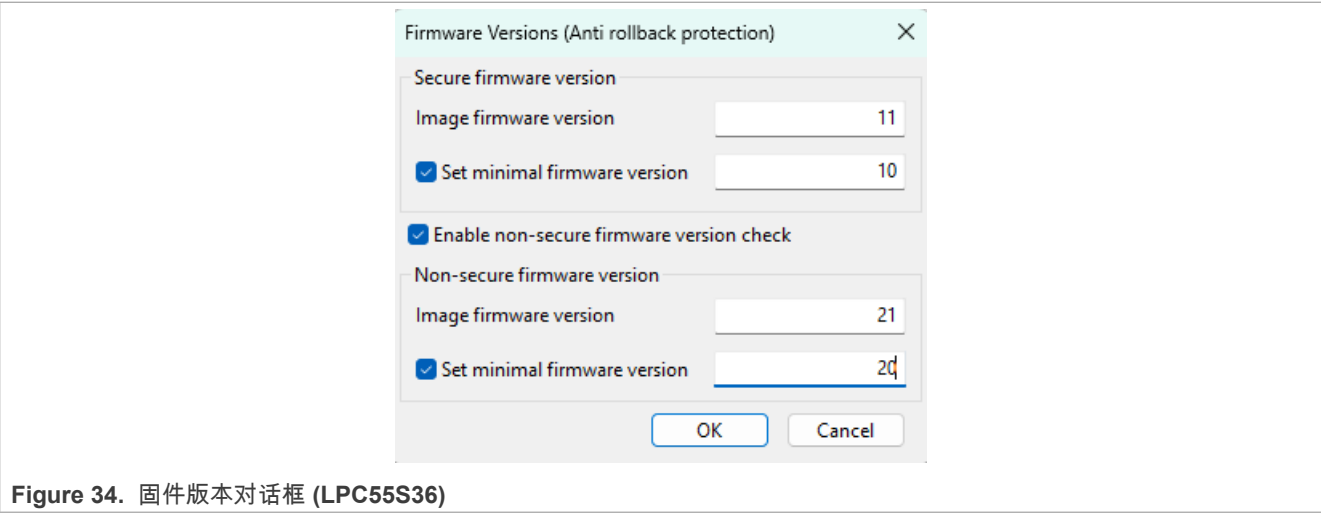 Firmware Versions (Anti rollback protection)
Secure firmware version
Image firmware version 11
Set minimal firmware version 10
Enable non-secure firmware version check
Non-secure firmware version
Image firmware version 21
Set minimal firmware version 20
OK Cancel
Figure 34. 固件版本对话框 (LPC55S36)